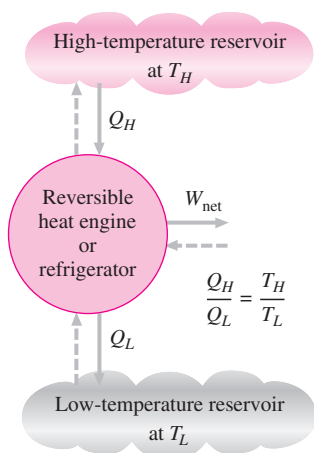 High-temperature reservoir
at T_H
Q_H
Reversible
heat engine
or
refrigerator
W_net
Q_H/Q_L = T_H/T_L
Q_L
Low-temperature reservoir
at T_L